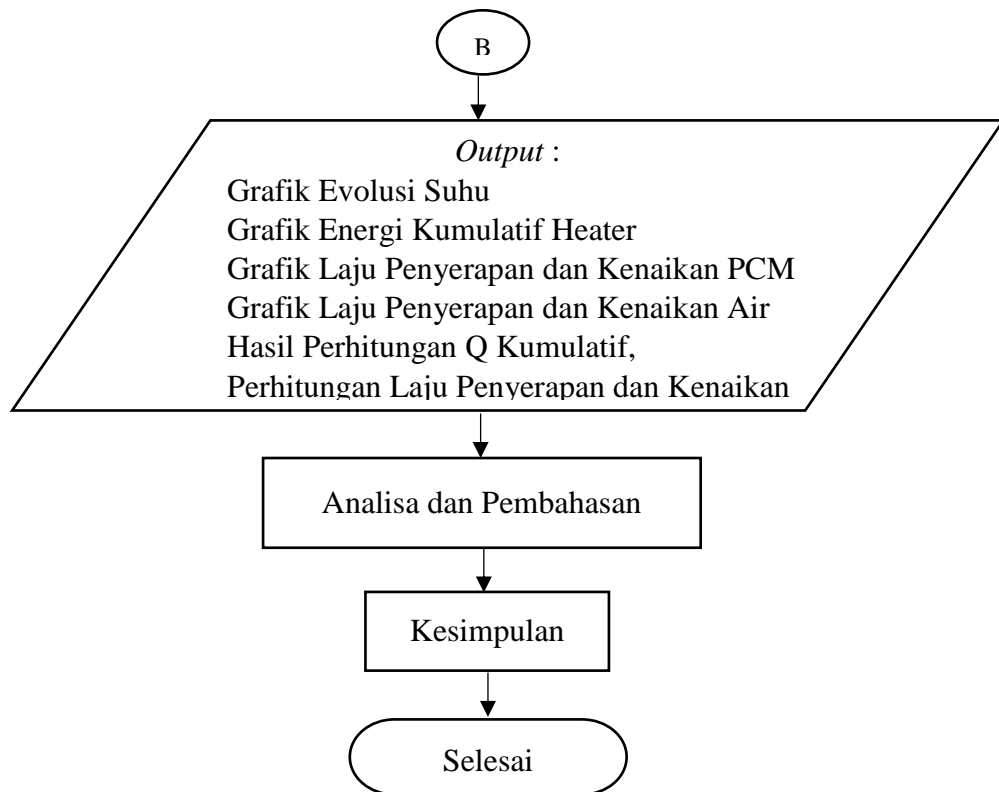 B
Output :
Grafik Evolusi Suhu
Grafik Energi Kumulatif Heater
Grafik Laju Penyerapan dan Kenaikan PCM
Grafik Laju Penyerapan dan Kenaikan Air
Hasil Perhitungan Q Kumulatif,
Perhitungan Laju Penyerapan dan Kenaikan
Analisa dan Pembahasan
Kesimpulan
Selesai